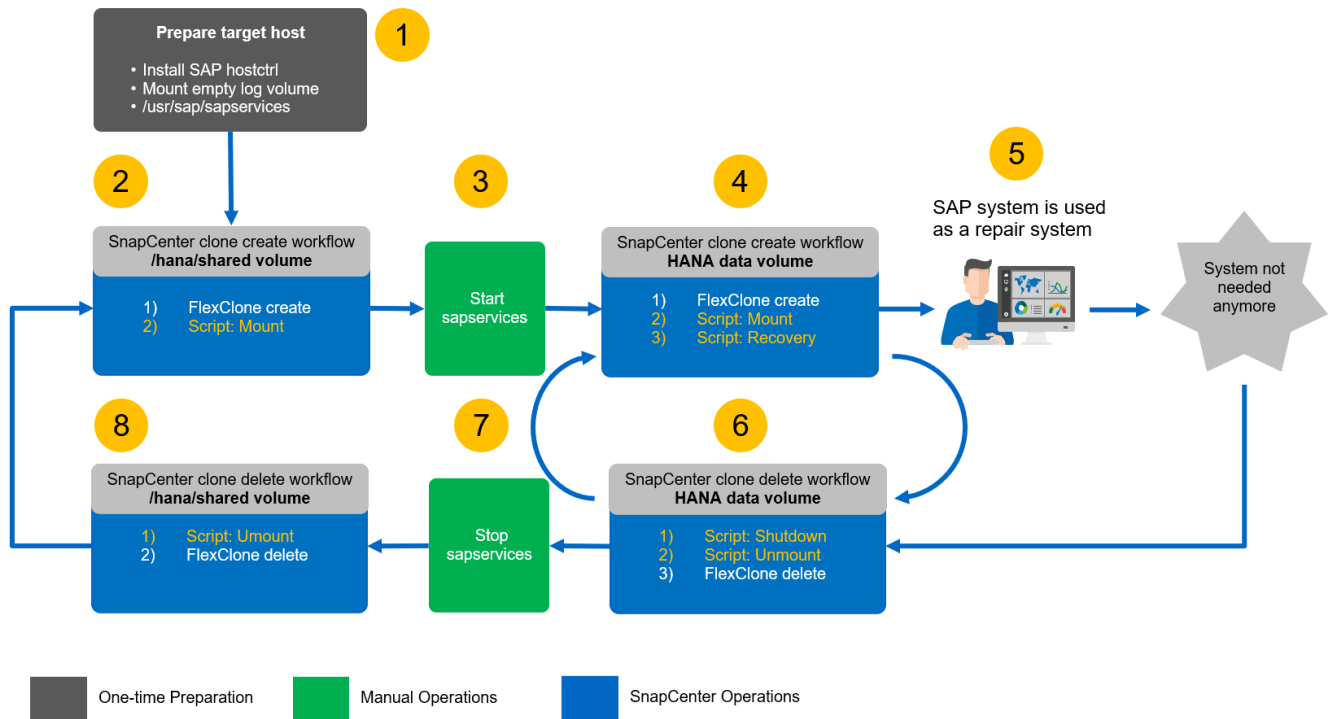 Prepare target host
• Install SAP hostctrl
• Mount empty log volume
• /usr/sap/sapservices
1
2
3
4
5
SAP system is used
as a repair system
SnapCenter clone create workflow
/hana/shared volume
1) FlexClone create
2) Script: Mount
Start
sapservices
SnapCenter clone create workflow
HANA data volume
1) FlexClone create
2) Script: Mount
3) Script: Recovery
System not
needed
anymore
8
7
6
SnapCenter clone delete workflow
/hana/shared volume
1) Script: Umount
2) FlexClone delete
Stop
sapservices
SnapCenter clone delete workflow
HANA data volume
1) Script: Shutdown
2) Script: Unmount
3) FlexClone delete
One-time Preparation
Manual Operations
SnapCenter Operations